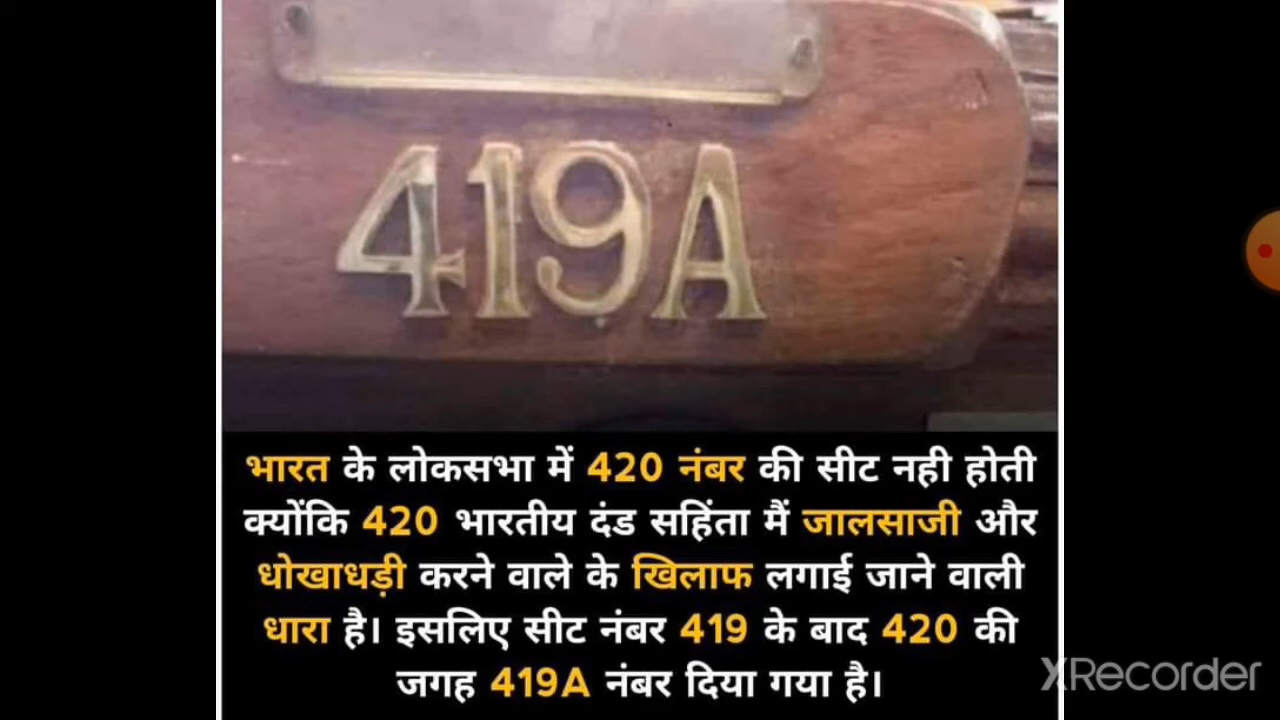 419A
भारत के लोकसभा में 420 नंबर की सीट नही होती
क्योंकि 420 भारतीय दंड सहिंता मैं जालसाजी और
धोखाधड़ी करने वाले के खिलाफ लगाई जाने वाली
धारा है। इसलिए सीट नंबर 419 के बाद 420 की
जगह 419A नंबर दिया गया है।
XRecorder